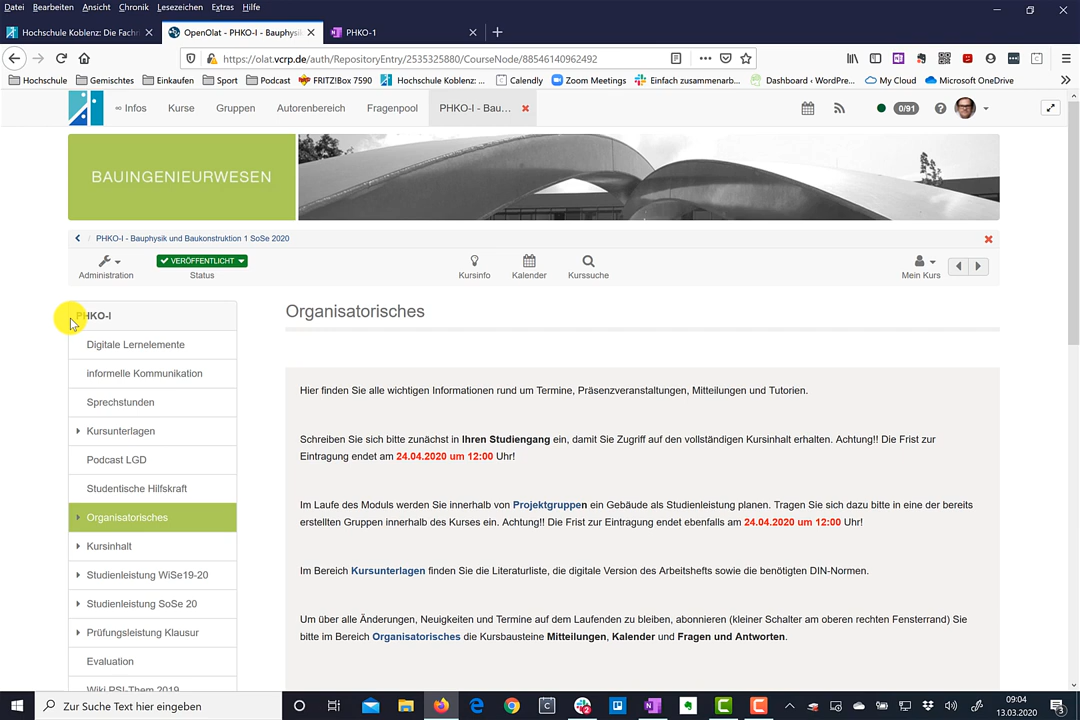 Datei Bearbeiten Ansicht Chronik Lesezeichen Extras Hilfe
Hochschule Koblenz: Die Fachh
OpenOlat - PHKO-I - Bauphysik
PHKO-1
https://olat.vcrp.de/auth/RepositoryEntry/2535325880/CourseNode/88546140962492
Hochschule Gemischtes Einkaufen Sport Podcast FRITZ!Box 7590 Hochschule Koblenz: ... Calendly Zoom Meetings Einfach zusammenarb... Dashboard ‹ WordPre... My Cloud Microsoft OneDrive
Infos Kurse Gruppen Autorenbereich Fragenpool PHKO-I - Bau... 0/91
BAUINGENIEURWESEN
PHKO-I - Bauphysik und Baukonstruktion 1 SoSe 2020
VERÖFFENTLICHT
Administration Status Kursinfo Kalender Kurssuche Mein Kurs
PHKO-I
Digitale Lernelemente
informelle Kommunikation
Sprechstunden
Kursunterlagen
Podcast LGD
Studentische Hilfskraft
Organisatorisches
Kursinhalt
Studienleistung WiSe19-20
Studienleistung SoSe 20
Prüfungsleistung Klausur
Evaluation
Wiki PSI-Therm 2019
Organisatorisches
Hier finden Sie alle wichtigen Informationen rund um Termine, Präsenzveranstaltungen, Mitteilungen und Tutorien.
Schreiben Sie sich bitte zunächst in Ihren Studiengang ein, damit Sie Zugriff auf den vollständigen Kursinhalt erhalten. Achtung!! Die Frist zur
Eintragung endet am 24.04.2020 um 12:00 Uhr!
Im Laufe des Moduls werden Sie innerhalb von Projektgruppen ein Gebäude als Studienleistung planen. Tragen Sie sich dazu bitte in eine der bereits
erstellten Gruppen innerhalb des Kurses ein. Achtung!! Die Frist zur Eintragung endet ebenfalls am 24.04.2020 um 12:00 Uhr!
Im Bereich Kursunterlagen finden Sie die Literaturliste, die digitale Version des Arbeitshefts sowie die benötigten DIN-Normen.
Um über alle Änderungen, Neuigkeiten und Termine auf dem Laufenden zu bleiben, abonnieren (kleiner Schalter am oberen rechten Fensterrand) Sie
bitte im Bereich Organisatorisches die Kursbausteine Mitteilungen, Kalender und Fragen und Antworten.
Zur Suche Text hier eingeben
09:04
13.03.2020
3